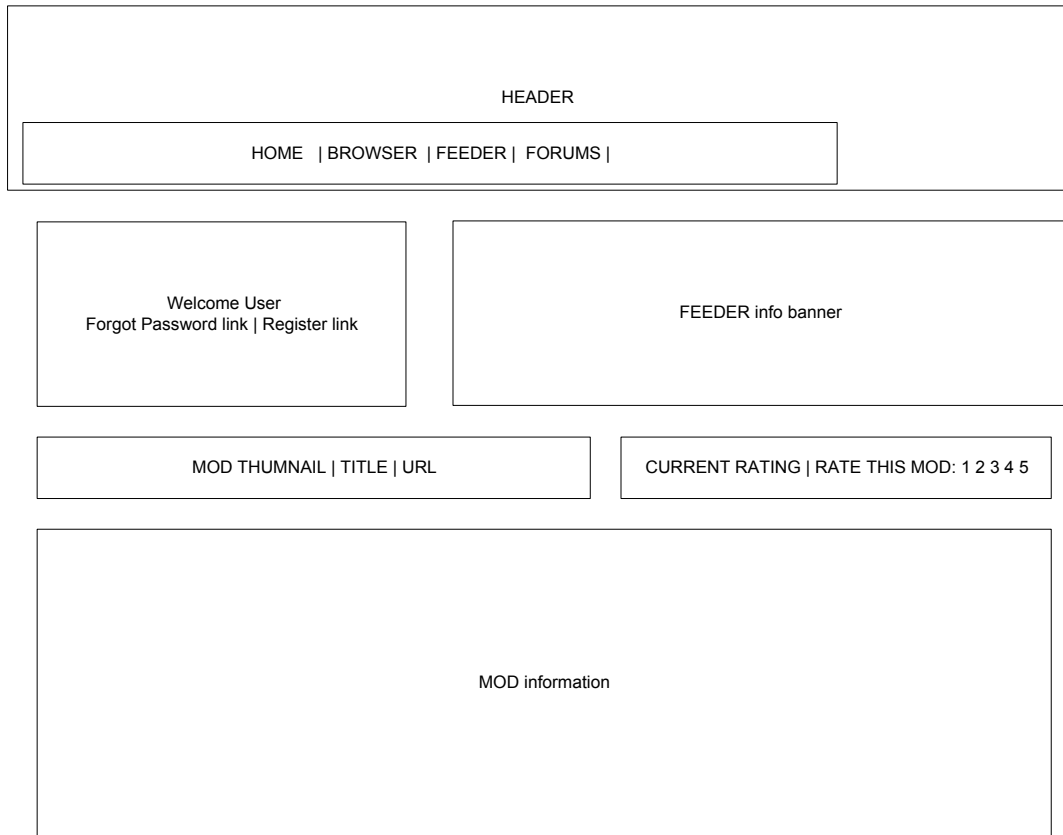 HEADER
HOME | BROWSER | FEEDER | FORUMS |
Welcome User
Forgot Password link | Register link
FEEDER info banner
MOD THUMNAIL | TITLE | URL
CURRENT RATING | RATE THIS MOD: 1 2 3 4 5
MOD information